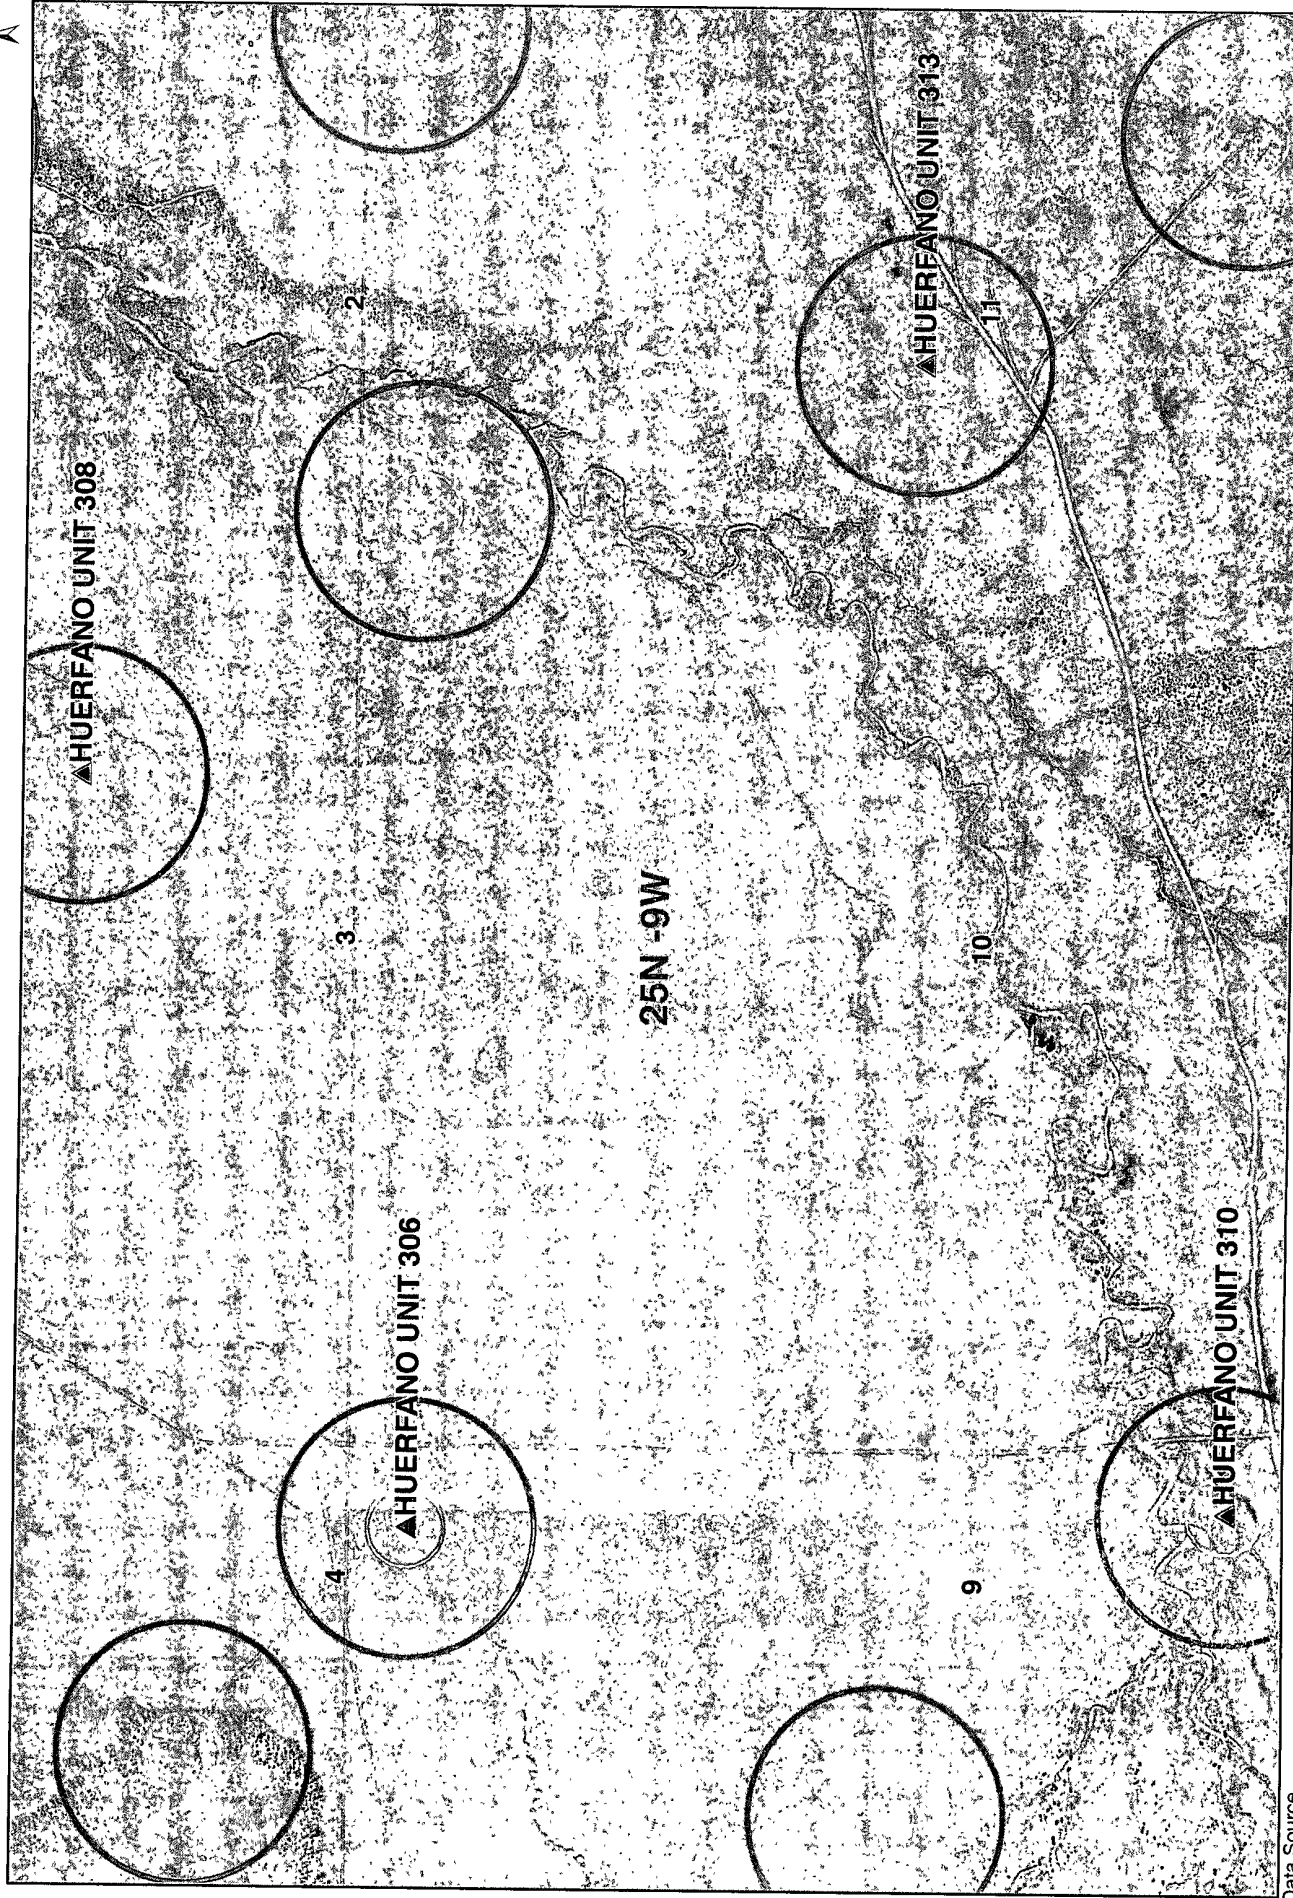 HUERFANO UNIT 308
HUERFANO UNIT 306
4
3
2
25N -9W
HUERFANO UNIT 313
9
10
11
HUERFANO UNIT 310
Data Source